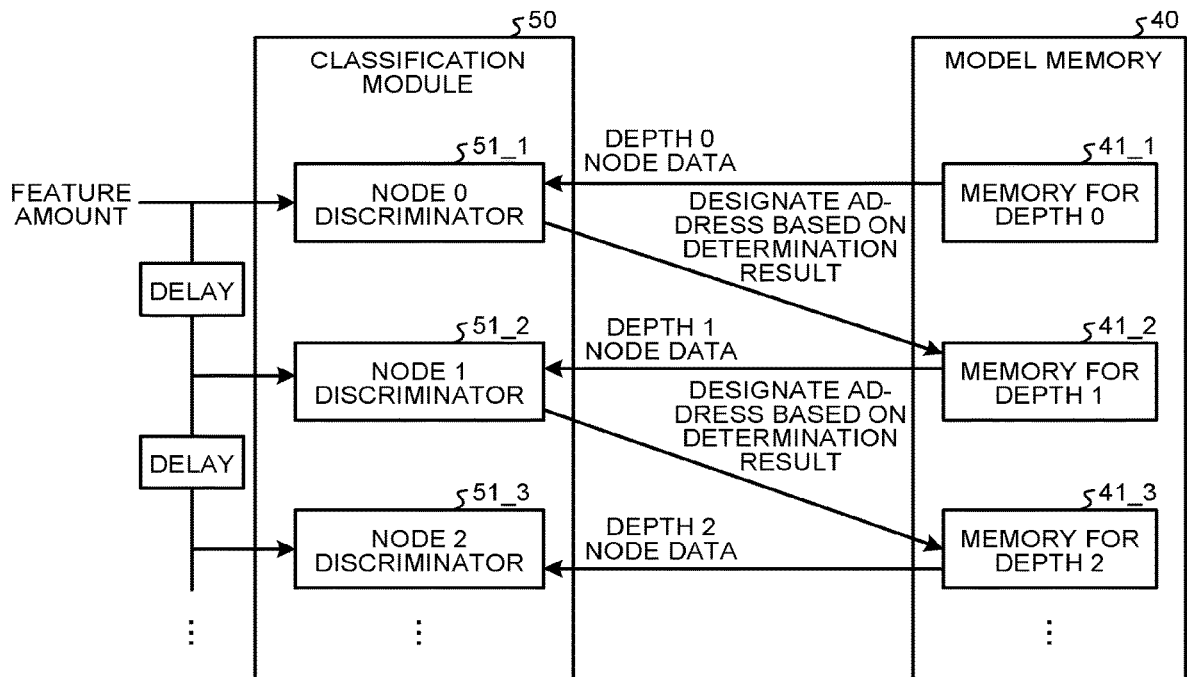 50
CLASSIFICATION
MODULE
40
MODEL MEMORY
FEATURE
AMOUNT
51_1
NODE 0
DISCRIMINATOR
DEPTH 0
NODE DATA
41_1
MEMORY FOR
DEPTH 0
DESIGNATE AD-
DRESS BASED ON
DETERMINATION
RESULT
DELAY
51_2
NODE 1
DISCRIMINATOR
DEPTH 1
NODE DATA
41_2
MEMORY FOR
DEPTH 1
DESIGNATE AD-
DRESS BASED ON
DETERMINATION
RESULT
DELAY
51_3
NODE 2
DISCRIMINATOR
DEPTH 2
NODE DATA
41_3
MEMORY FOR
DEPTH 2